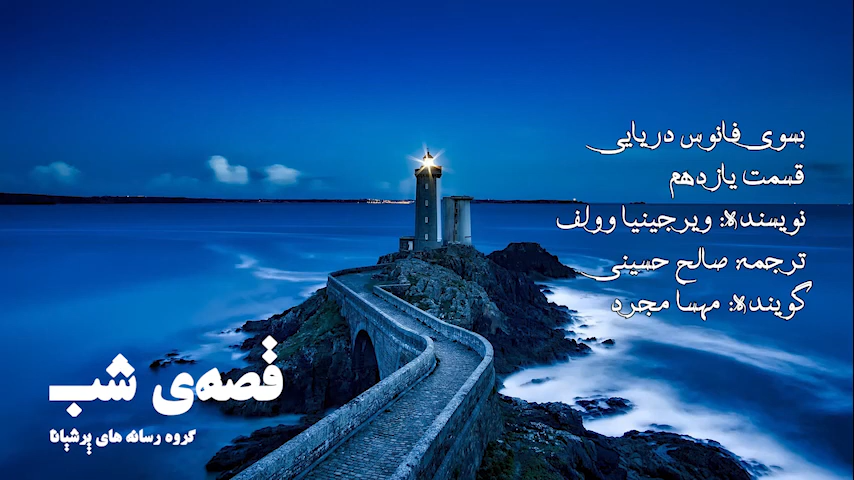 بسوی فانوس دریایی
قسمت یازدهم
نویسنده: ویرجینیا وولف
ترجمه صالح حسینی
گوینده: مهسا مجرد
قصه‌ی شب
گروه رسانه های پرشیانا